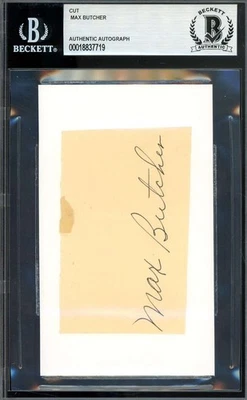 BECKETT
CUT
MAX BUTCHER
AUTHENTIC AUTOGRAPH
00018837719
BECKETT
AUTHENTIC
Max Butcher